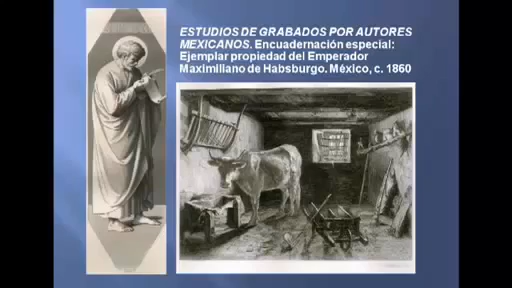 ESTUDIOS DE GRABADOS POR AUTORES
MEXICANOS. Encuadernación especial:
Ejemplar propiedad del Emperador
Maximiliano de Habsburgo. México, c. 1860